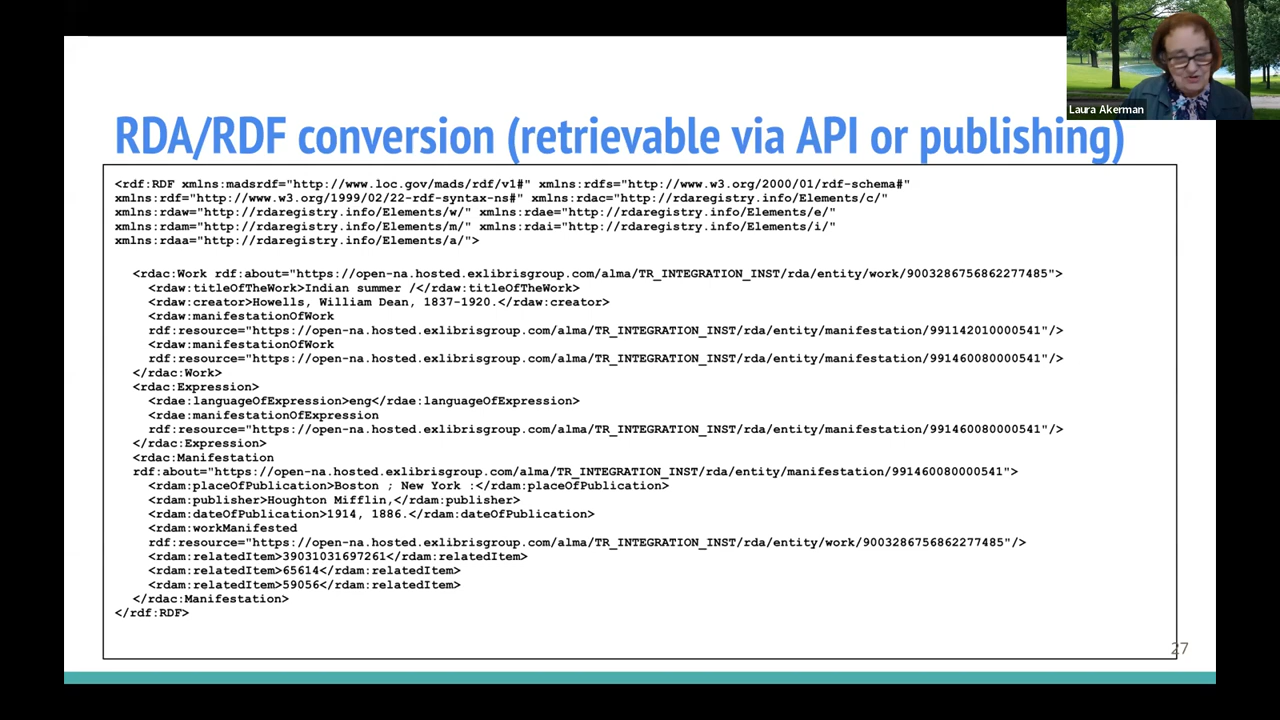 Laura Akerman
RDA/RDF conversion (retrievable via API or publishing)
<rdf:RDF xmlns:madsrdf="http://www.loc.gov/mads/rdf/v1#" xmlns:rdfs="http://www.w3.org/2000/01/rdf-schema#"
xmlns:rdf="http://www.w3.org/1999/02/22-rdf-syntax-ns#" xmlns:rdac="http://rdaregistry.info/Elements/c/"
xmlns:rdaw="http://rdaregistry.info/Elements/w/" xmlns:rdae="http://rdaregistry.info/Elements/e/"
xmlns:rdam="http://rdaregistry.info/Elements/m/" xmlns:rdai="http://rdaregistry.info/Elements/i/"
xmlns:rdaa="http://rdaregistry.info/Elements/a/">
<rdac:Work rdf:about="https://open-na.hosted.exlibrisgroup.com/alma/TR_INTEGRATION_INST/rda/entity/work/9003286756862277485">
<rdaw:titleOfTheWork>Indian summer /</rdaw:titleOfTheWork>
<rdaw:creator>Howells, William Dean, 1837-1920.</rdaw:creator>
<rdaw:manifestationOfWork
rdf:resource="https://open-na.hosted.exlibrisgroup.com/alma/TR_INTEGRATION_INST/rda/entity/manifestation/991142010000541"/>
<rdaw:manifestationOfWork
rdf:resource="https://open-na.hosted.exlibrisgroup.com/alma/TR_INTEGRATION_INST/rda/entity/manifestation/991460080000541"/>
</rdac:Work>
<rdac:Expression>
<rdae:languageOfExpression>eng</rdae:languageOfExpression>
<rdae:manifestationOfExpression
rdf:resource="https://open-na.hosted.exlibrisgroup.com/alma/TR_INTEGRATION_INST/rda/entity/manifestation/991460080000541"/>
</rdac:Expression>
<rdac:Manifestation
rdf:about="https://open-na.hosted.exlibrisgroup.com/alma/TR_INTEGRATION_INST/rda/entity/manifestation/991460080000541">
<rdam:placeOfPublication>Boston ; New York :</rdam:placeOfPublication>
<rdam:publisher>Houghton Mifflin,</rdam:publisher>
<rdam:dateOfPublication>1914, 1886.</rdam:dateOfPublication>
<rdam:workManifested
rdf:resource="https://open-na.hosted.exlibrisgroup.com/alma/TR_INTEGRATION_INST/rda/entity/work/9003286756862277485"/>
<rdam:relatedItem>39031031697261</rdam:relatedItem>
<rdam:relatedItem>65614</rdam:relatedItem>
<rdam:relatedItem>59056</rdam:relatedItem>
</rdac:Manifestation>
</rdf:RDF>
27